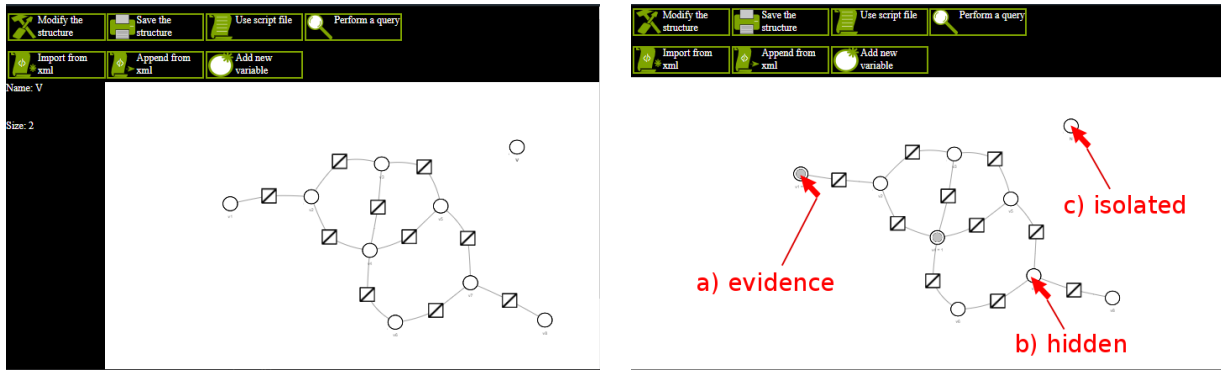 Modify the
structure
Save the
structure
Use script file
Perform a query
Import from
xml
Append from
xml
Add new
variable
Name: V
Size: 2
Modify the
structure
Save the
structure
Use script file
Perform a query
Import from
xml
Append from
xml
Add new
variable
a) evidence
b) hidden
c) isolated